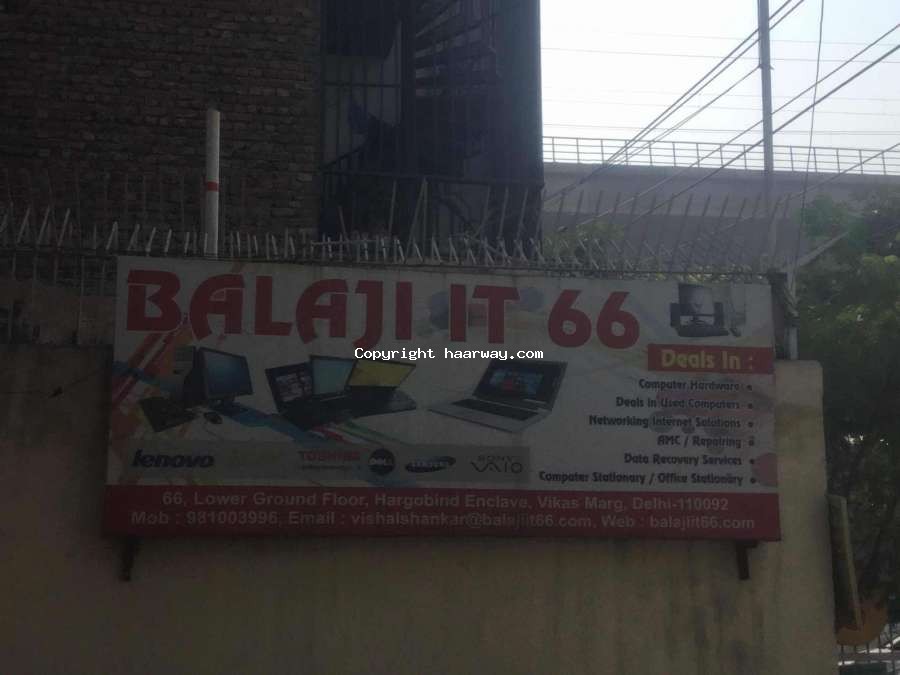 BALAJI IT 66
Copyright haarway.com
Deals In :
Computer Hardware
Deals in Used Computers
Networking Internet Solutions
AMC / Repairing
Data Recovery Services
Computer Stationary / Office Stationary
lenovo
TOSHIBA
DELL
SAMSUNG
SONY
VAIO
66, Lower Ground Floor, Hargobind Enclave, Vikas Marg, Delhi-110092
Mob : 981003996, Email : vishalshankar@balajiit66.com, Web : balajiit66.com